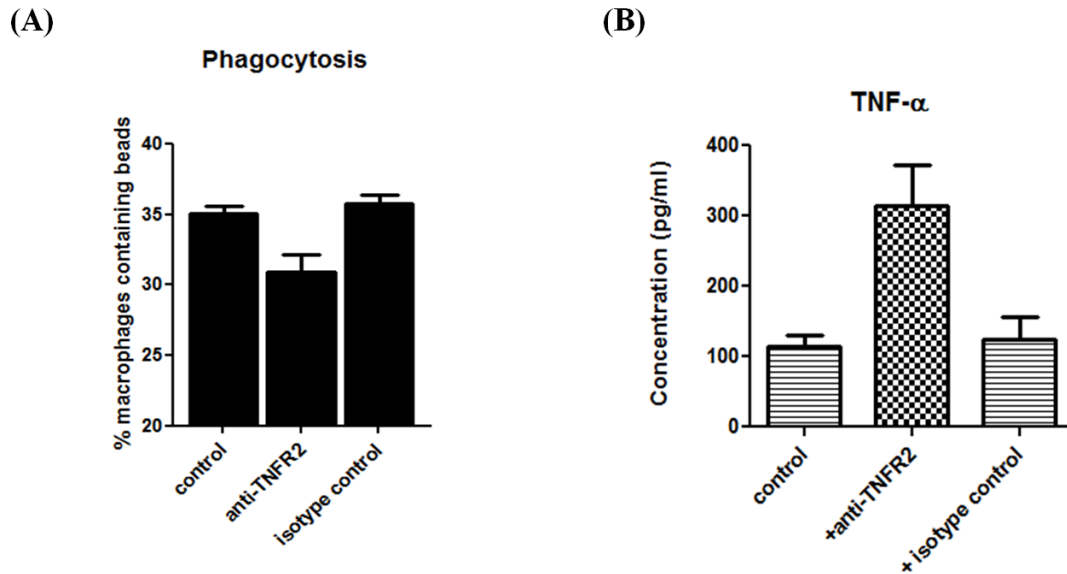 (A)
Phagocytosis
% macrophages containing beads
40
35
30
25
20
control
anti-TNFR2
isotype control
(B)
TNF-α
Concentration (pg/ml)
400
300
200
100
0
control
+anti-TNFR2
+ isotype control